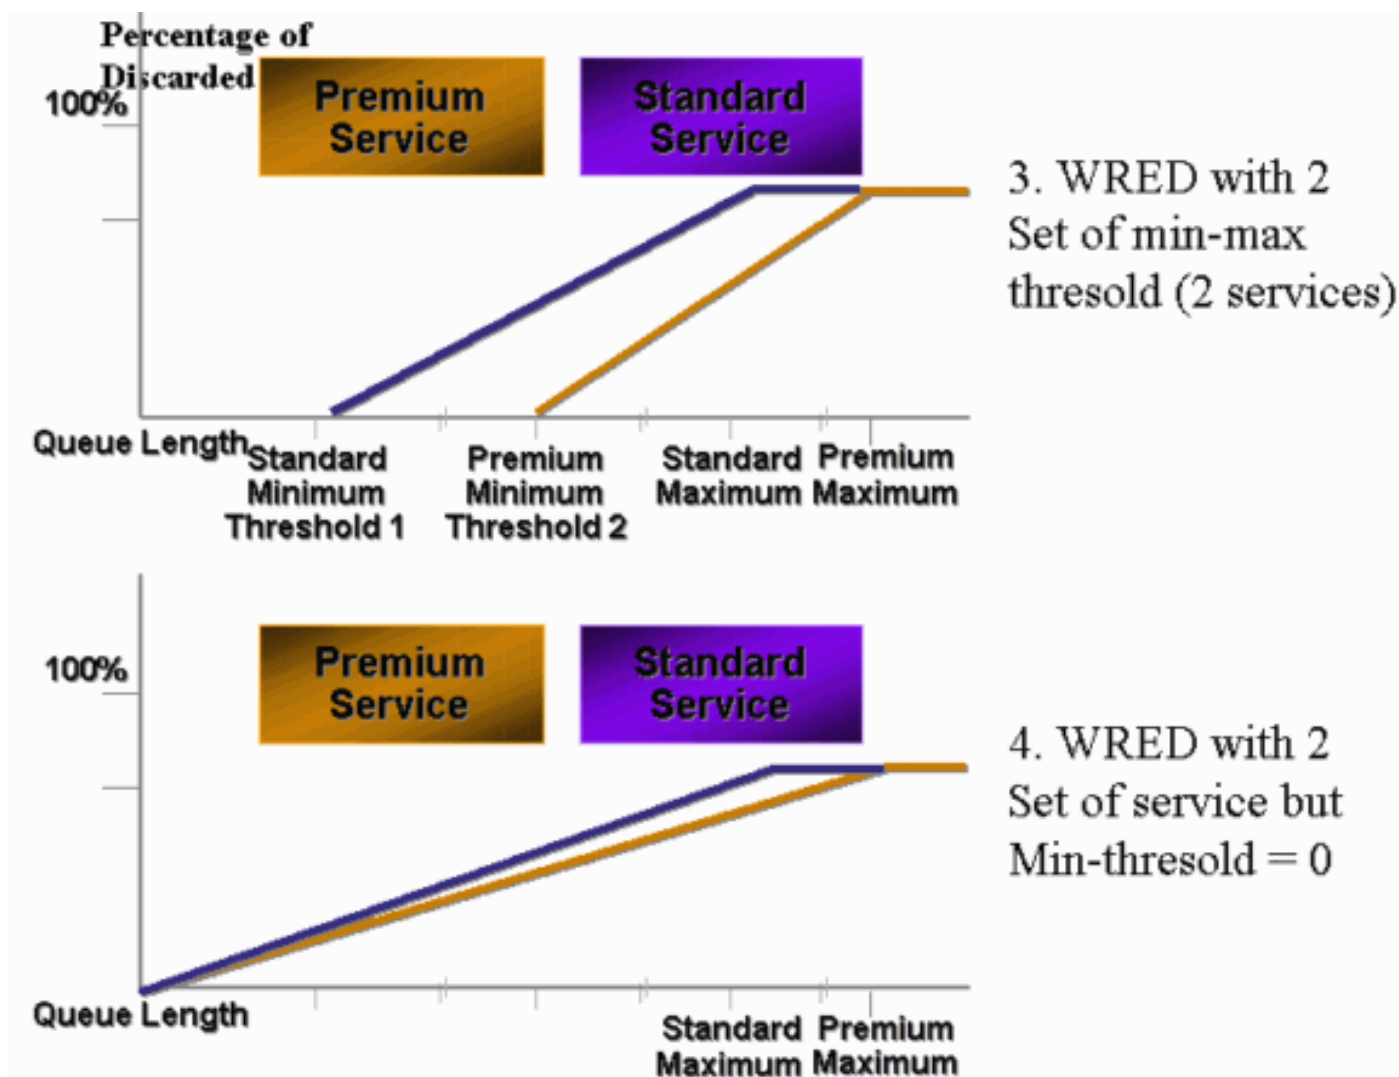 Percentage of
Discarded
100%
Premium
Service
Standard
Service
3. WRED with 2
Set of min-max
thresold (2 services)
Queue Length
Standard
Minimum
Threshold 1
Premium
Minimum
Threshold 2
Standard
Maximum
Premium
Maximum
100%
Premium
Service
Standard
Service
4. WRED with 2
Set of service but
Min-thresold = 0
Queue Length
Standard
Maximum
Premium
Maximum